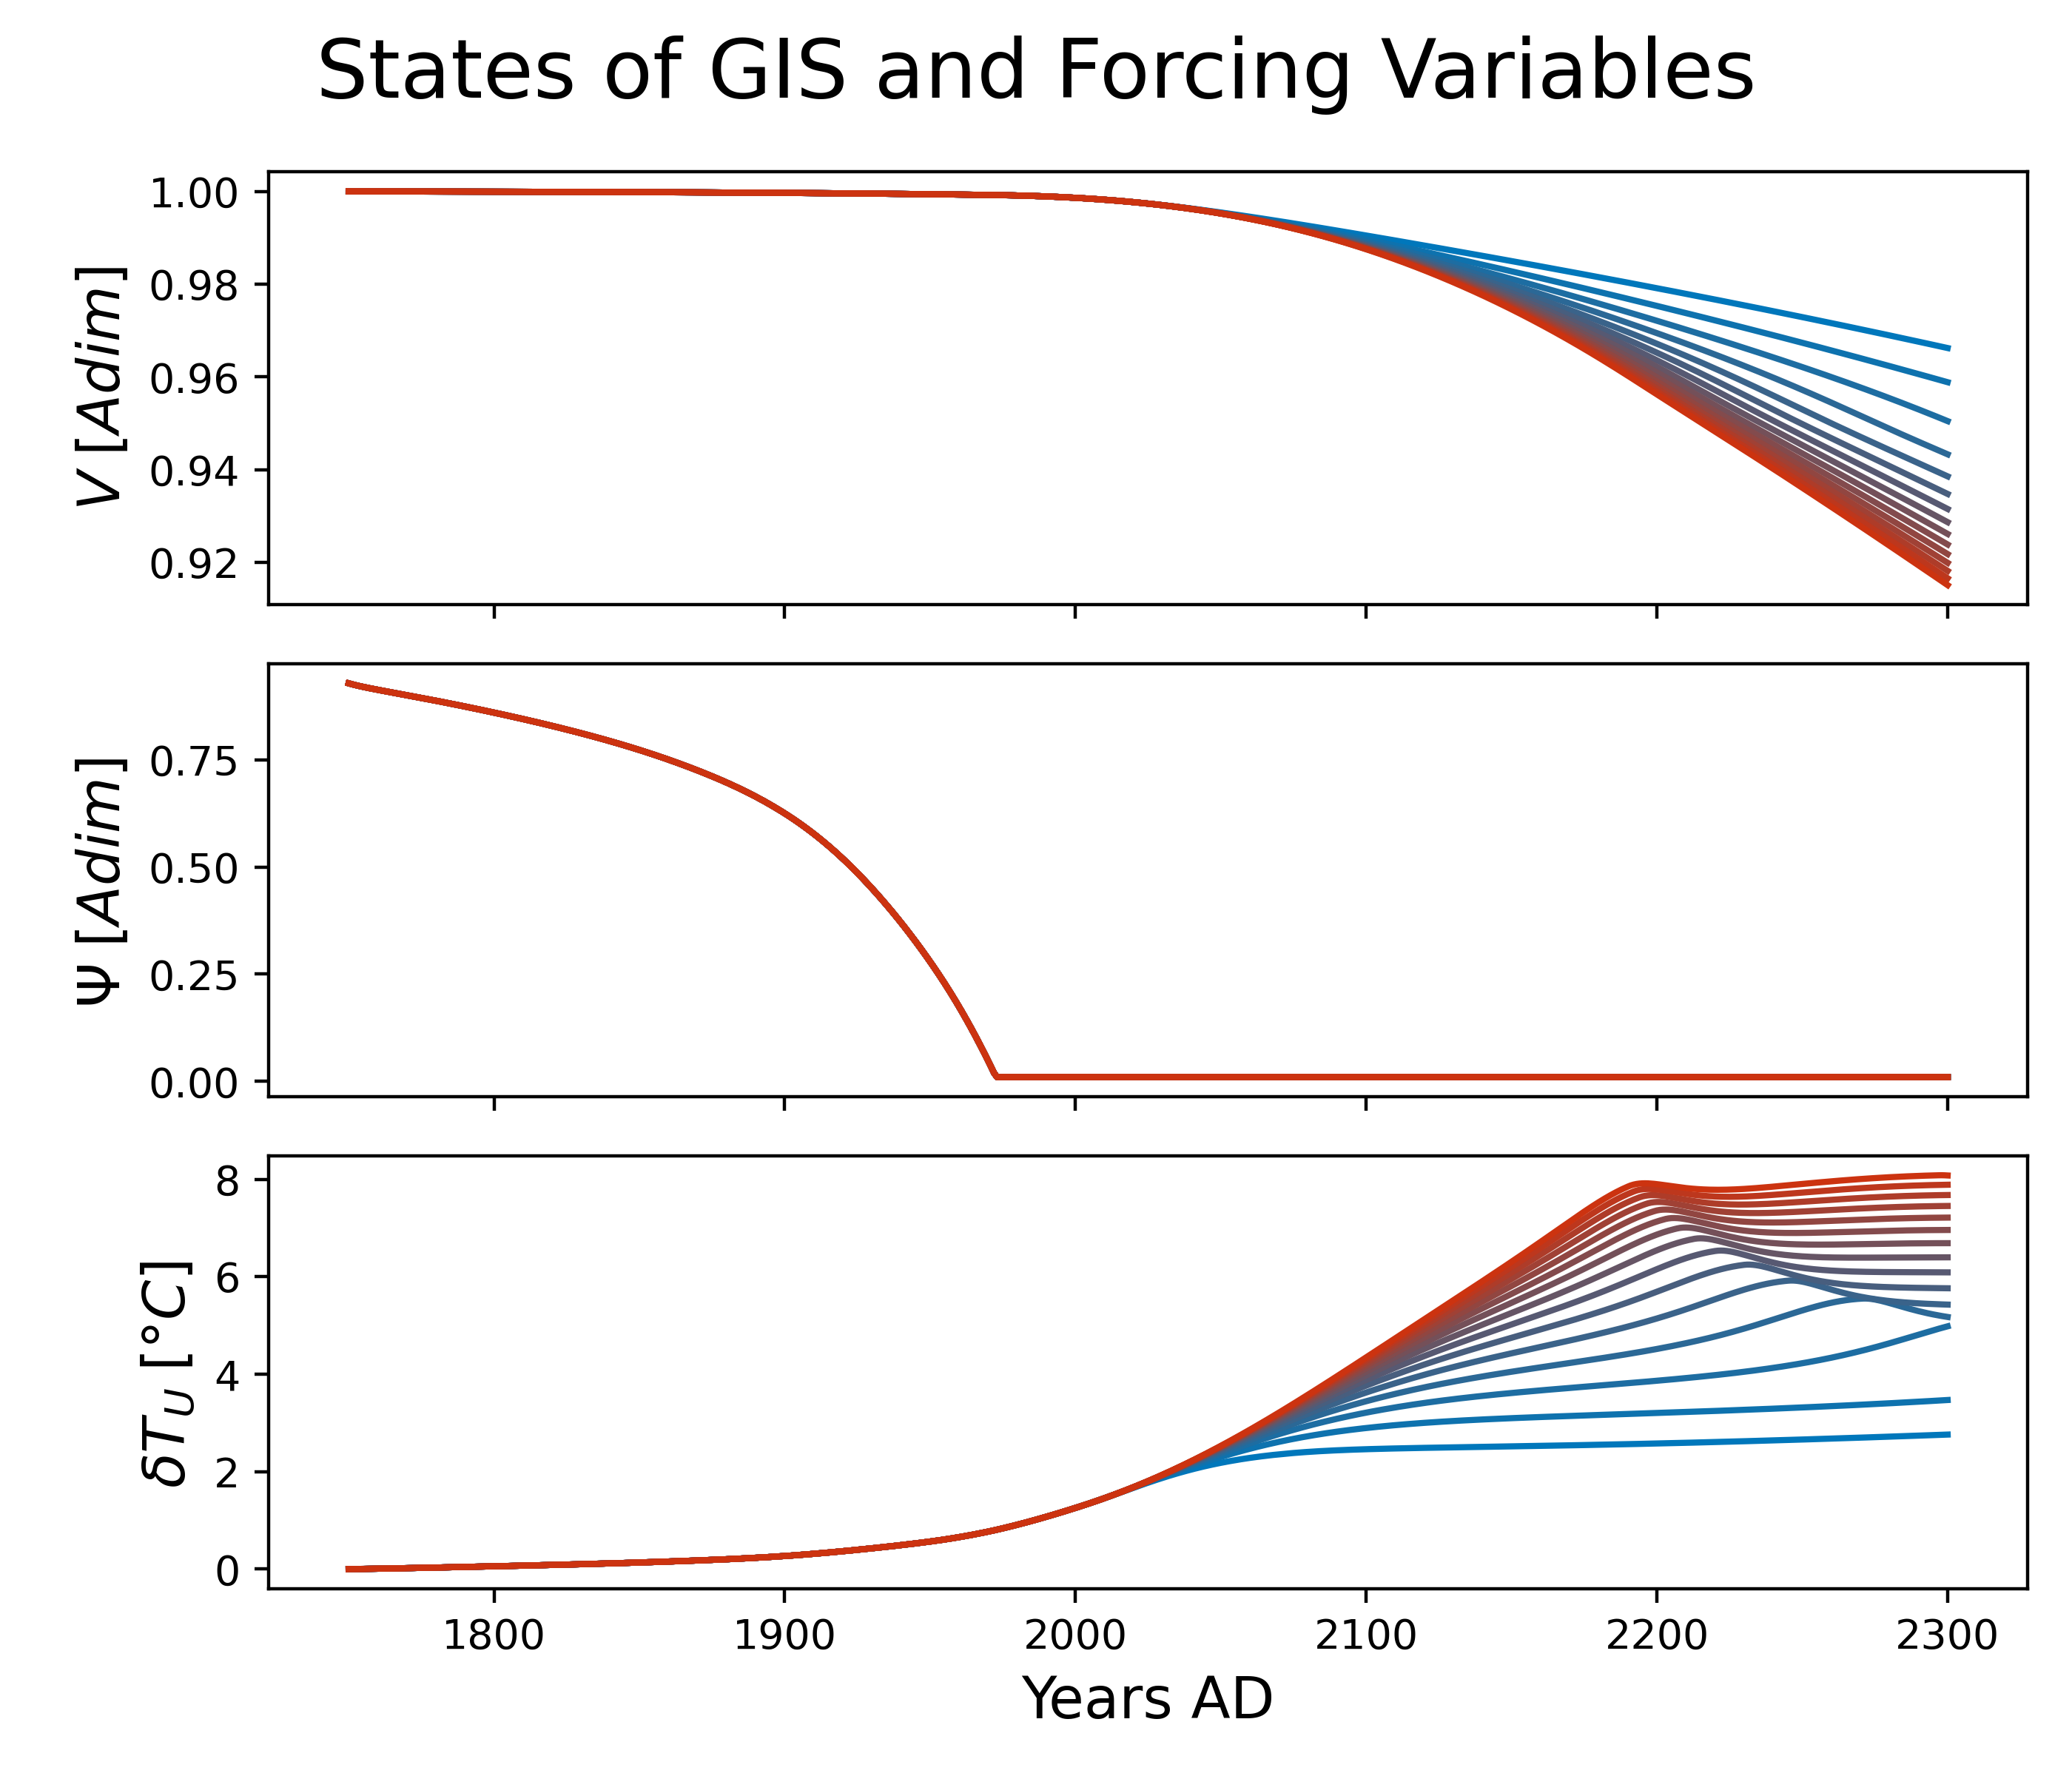 States of GIS and Forcing Variables
V [Adim]
1.00
0.98
0.96
0.94
0.92
Ψ [Adim]
0.75
0.50
0.25
0.00
δT_U [°C]
8
6
4
2
0
1800 1900 2000 2100 2200 2300
Years AD